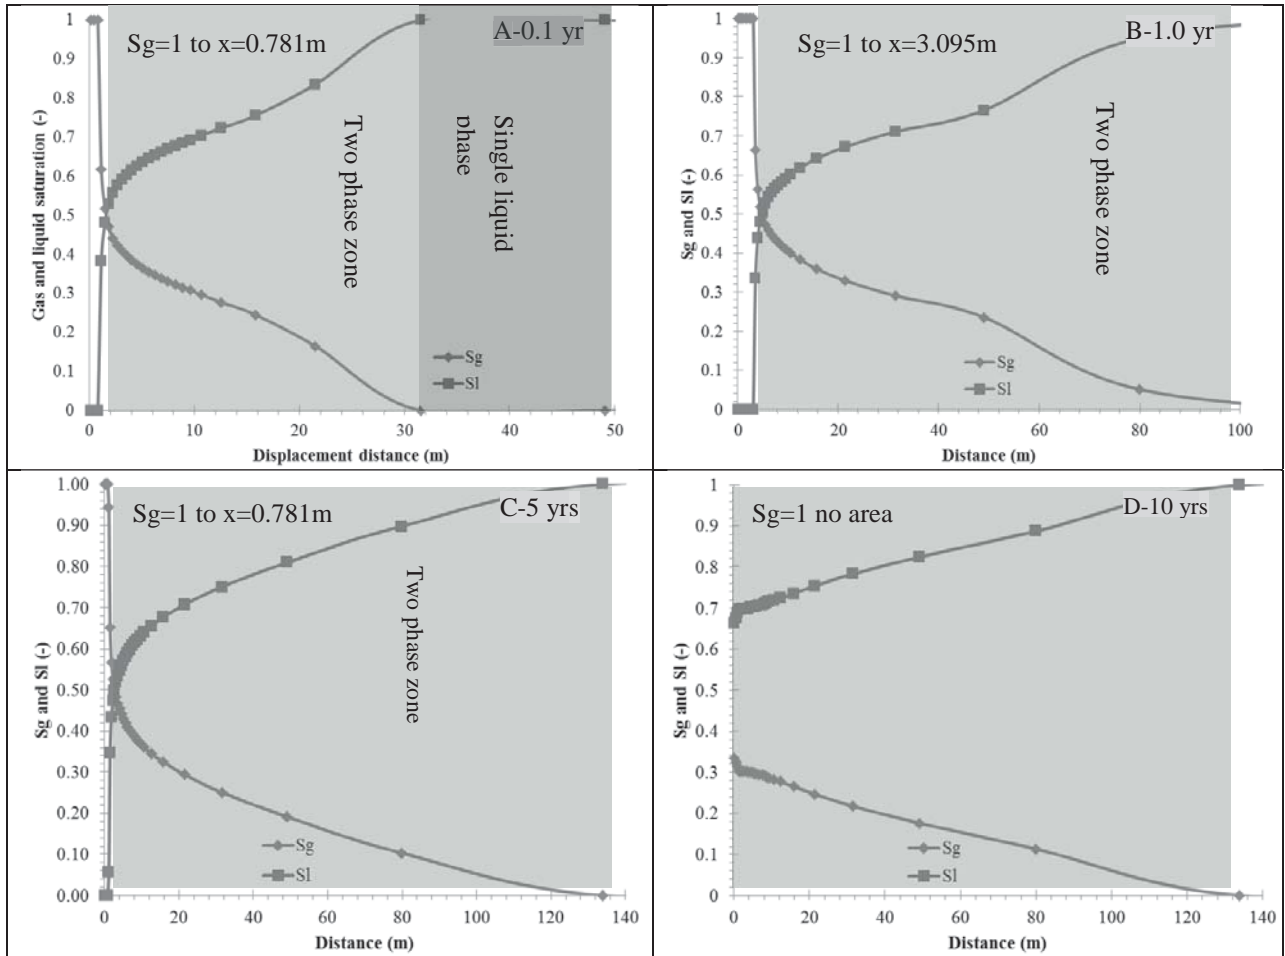 Sg=1 to x=0.781m
A-0.1 yr
Gas and liquid saturation (-)
1
0.9
0.8
0.7
0.6
0.5
0.4
0.3
0.2
0.1
0
Two phase zone
Single liquid
phase
Sg
Sl
0 10 20 30 40 50
Displacement distance (m)
Sg=1 to x=3.095m
B-1.0 yr
Sg and Sl (-)
1
0.9
0.8
0.7
0.6
0.5
0.4
0.3
0.2
0.1
0
Two phase zone
Sg
Sl
0 20 40 60 80 100
Distance (m)
Sg=1 to x=0.781m
C-5 yrs
Sg and Sl (-)
1.00
0.90
0.80
0.70
0.60
0.50
0.40
0.30
0.20
0.10
0.00
Two phase zone
Sg
Sl
0 20 40 60 80 100 120 140
Distance (m)
Sg=1 no area
D-10 yrs
Sg and Sl (-)
1
0.9
0.8
0.7
0.6
0.5
0.4
0.3
0.2
0.1
0
Sg
Sl
0 20 40 60 80 100 120 140
Distance (m)